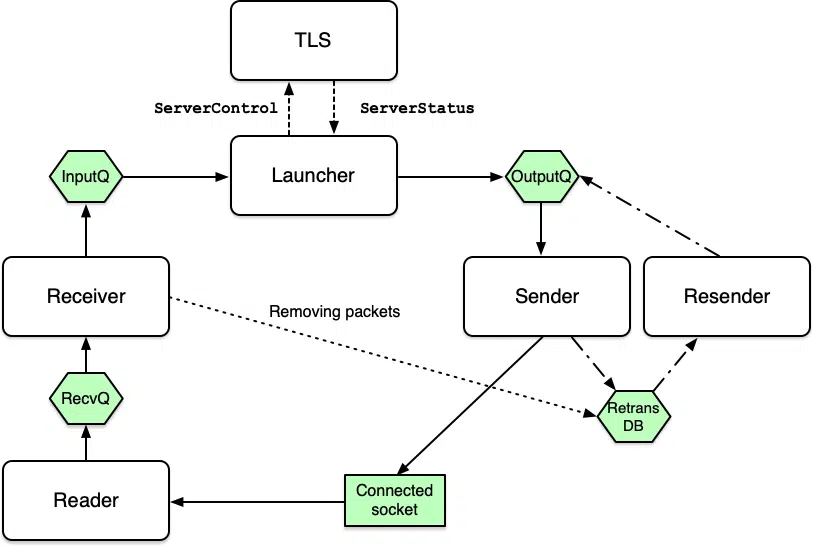 TLS
ServerControl
ServerStatus
InputQ
Launcher
OutputQ
Receiver
Removing packets
Sender
Resender
RecvQ
Retrans
DB
Reader
Connected
socket